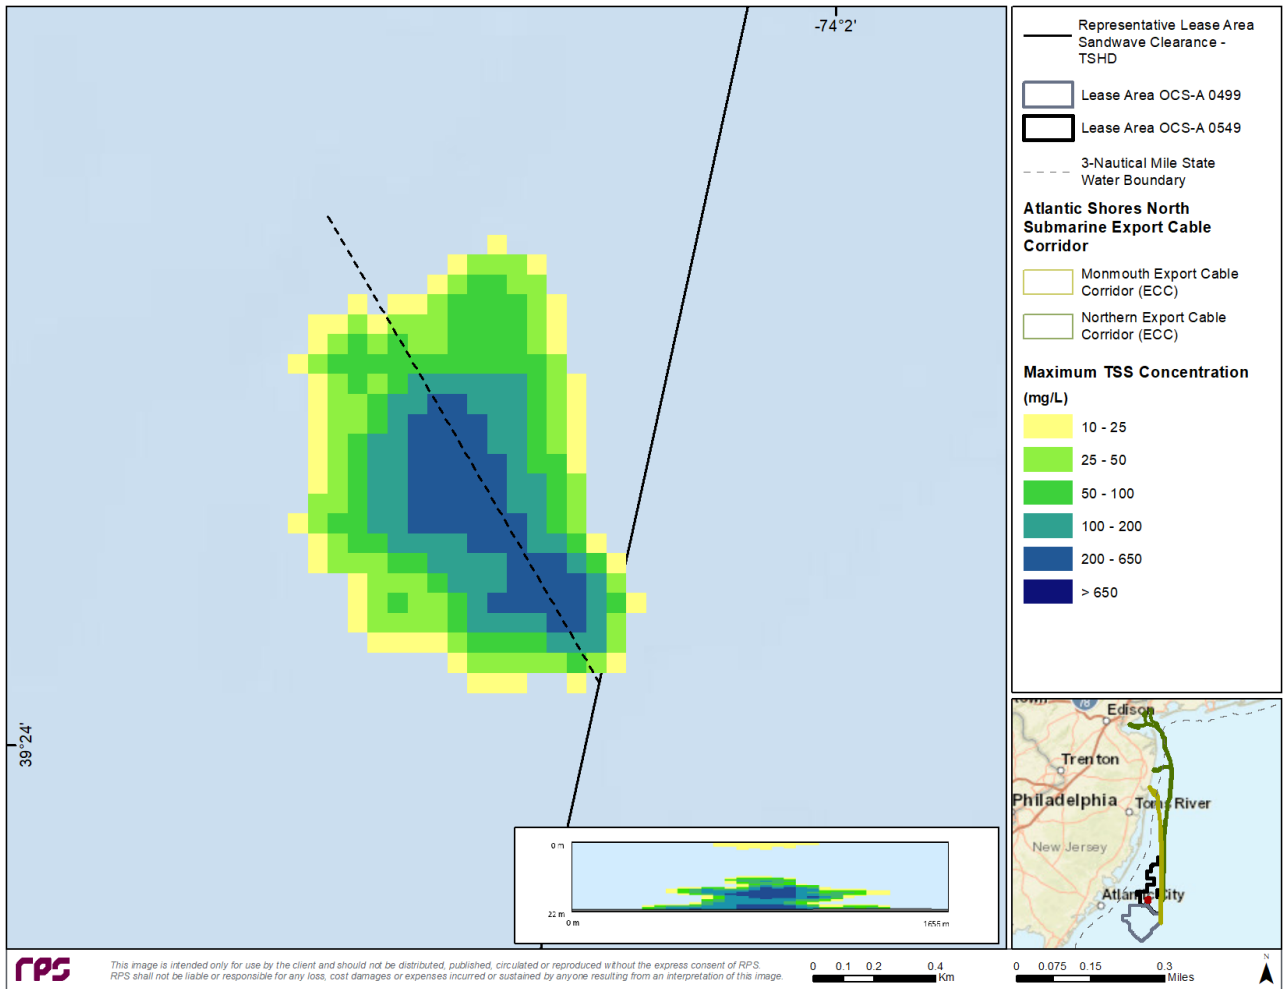 -74°2'
39°24'
0 m
22 m
0 m
1655 m
Representative Lease Area
Sandwave Clearance -
TSHD
Lease Area OCS-A 0499
Lease Area OCS-A 0549
3-Nautical Mile State
Water Boundary
Atlantic Shores North
Submarine Export Cable
Corridor
Monmouth Export Cable
Corridor (ECC)
Northern Export Cable
Corridor (ECC)
Maximum TSS Concentration
(mg/L)
10 - 25
25 - 50
50 - 100
100 - 200
200 - 650
> 650
78
Edison
Trenton
Philadelphia
Toms River
New Jersey
Atlantic City
rps
This image is intended only for use by the client and should not be distributed, published, circulated or reproduced without the express consent of RPS.
RPS shall not be liable or responsible for any loss, cost damages or expenses incurred or sustained by anyone resulting from an interpretation of this image.
0 0.1 0.2 0.4
Km
0 0.075 0.15 0.3
Miles
N